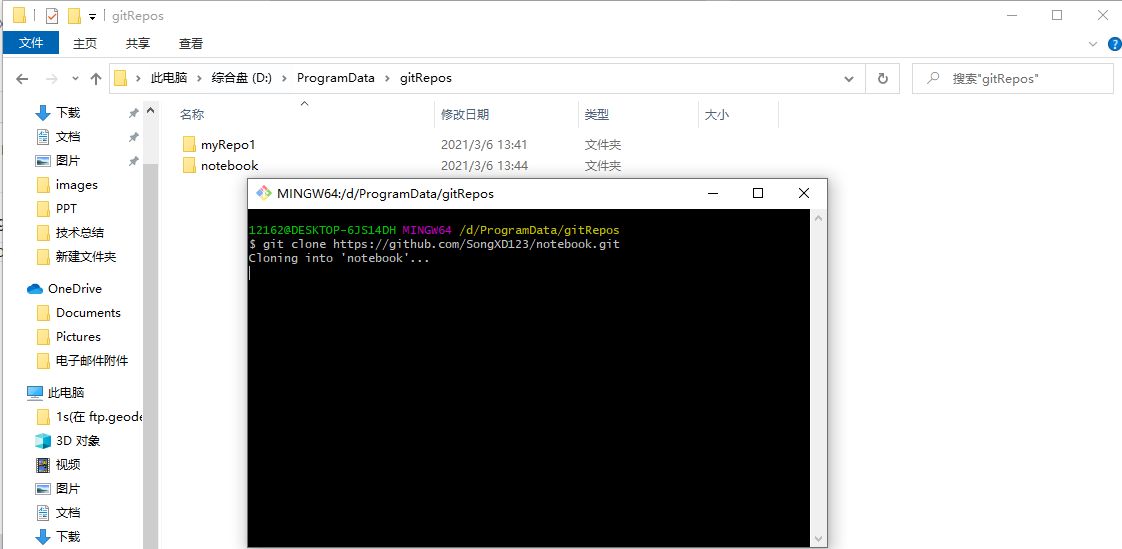 gitRepos
文件 主页 共享 查看
此电脑 综合盘 (D:) ProgramData gitRepos 搜索"gitRepos"
名称 修改日期 类型 大小
下载
文档
图片
images
PPT
技术总结
新建文件夹
OneDrive
Documents
Pictures
电子邮件附件
此电脑
1s(在 ftp.geode
3D 对象
视频
图片
文档
下载
myRepo1 2021/3/6 13:41 文件夹
notebook 2021/3/6 13:44 文件夹
MINGW64:/d/ProgramData/gitRepos
12162@DESKTOP-6JS14DH MINGW64 /d/ProgramData/gitRepos
$ git clone https://github.com/SongXD123/notebook.git
Cloning into 'notebook'...